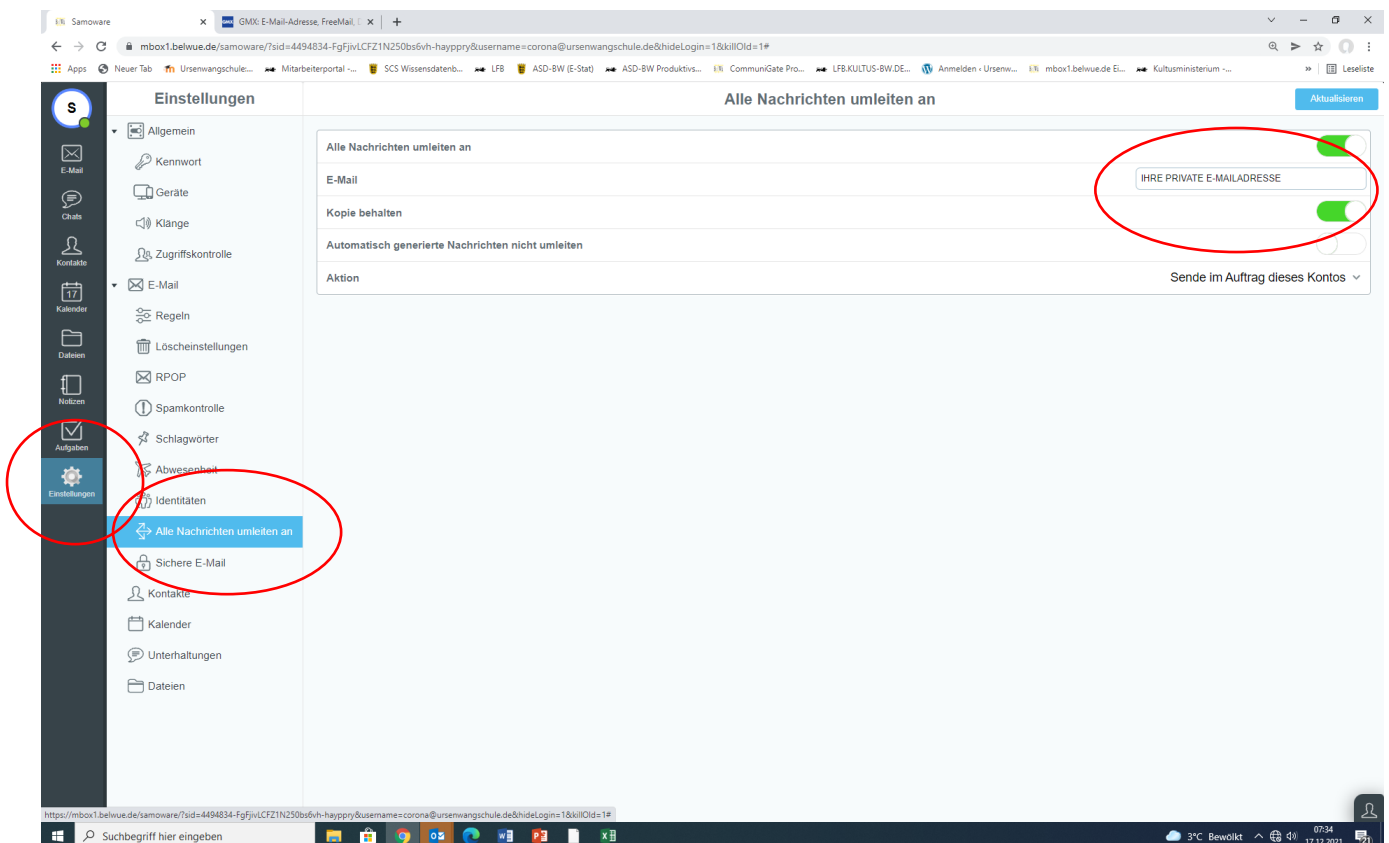 Samoware
GMX: E-Mail-Adresse, FreeMail,
mbox1.belwue.de/samoware/?sid=4494834-FgFjivLCFZ1N250bs6vh-hayppry&username=corona@ursenwangschule.de&hideLogin=1&killOld=1#
Apps Neuer Tab Ursenwangschule:... Mitarbeiterportal -... SCS Wissensdatenb... LFB ASD-BW (E-Stat) ASD-BW Produktivs... CommuniGate Pro... LFB.KULTUS-BW.DE... Anmelden ‹ Ursenw... mbox1.belwue.de Ei... Kultusministerium -... » Leseliste
S
E-Mail
Chats
Kontakte
17
Kalender
Dateien
Notizen
Aufgaben
Einstellungen
Einstellungen
Allgemein
Kennwort
Geräte
Klänge
Zugriffskontrolle
E-Mail
Regeln
Löscheinstellungen
RPOP
Spamkontrolle
Schlagwörter
Abwesenheit
Identitäten
Alle Nachrichten umleiten an
Sichere E-Mail
Kontakte
Kalender
Unterhaltungen
Dateien
Alle Nachrichten umleiten an
Aktualisieren
Alle Nachrichten umleiten an
E-Mail IHRE PRIVATE E-MAILADRESSE
Kopie behalten
Automatisch generierte Nachrichten nicht umleiten
Aktion Sende im Auftrag dieses Kontos
https://mbox1.belwue.de/samoware/?sid=4494834-FgFjivLCFZ1N250bs6vh-hayppry&username=corona@ursenwangschule.de&hideLogin=1&killOld=1#
Suchbegriff hier eingeben
3°C Bewölkt
07:34
17.12.2021
21